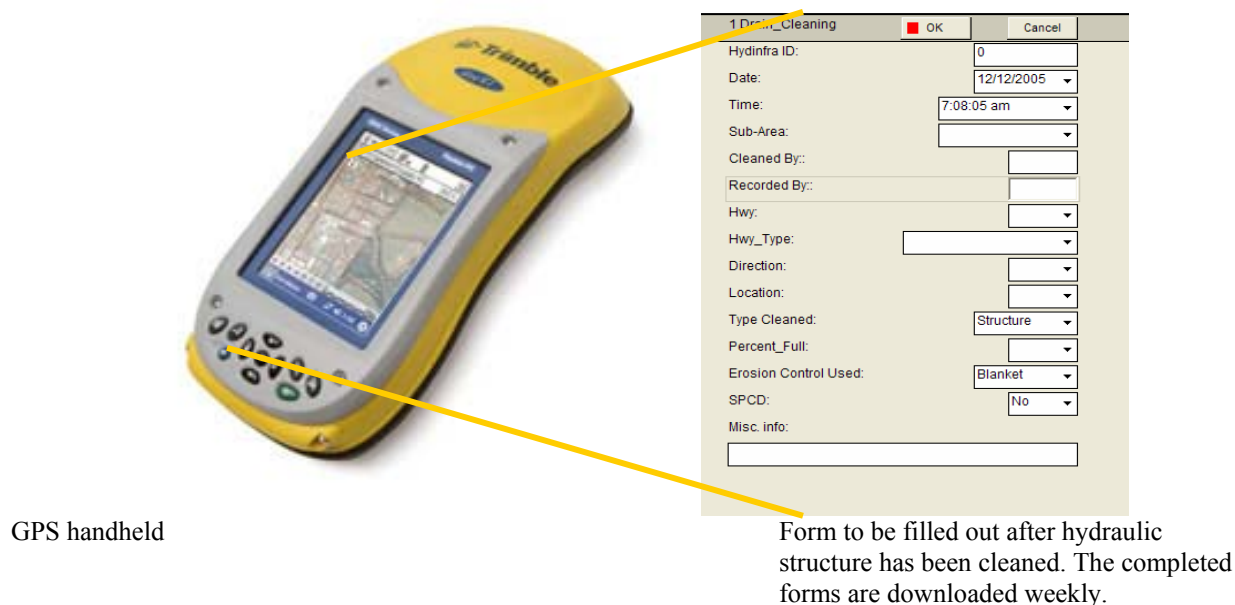 Trimble
1 Drain_Cleaning
OK
Cancel
Hydinfra ID:
0
Date:
12/12/2005
Time:
7:08:05 am
Sub-Area:
Cleaned By::
Recorded By::
Hwy:
Hwy_Type:
Direction:
Location:
Type Cleaned:
Structure
Percent_Full:
Erosion Control Used:
Blanket
SPCD:
No
Misc. info:
GPS handheld
Form to be filled out after hydraulic
structure has been cleaned. The completed
forms are downloaded weekly.